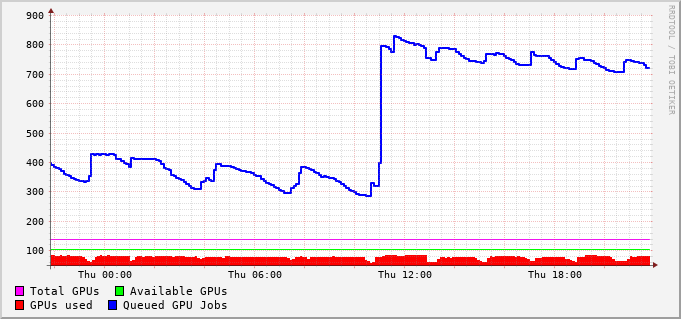 900
800
700
600
500
400
300
200
100
Thu 00:00 Thu 06:00 Thu 12:00 Thu 18:00
Total GPUs Available GPUs
GPUs used Queued GPU Jobs
RRDTOOL / TOBI OETIKER